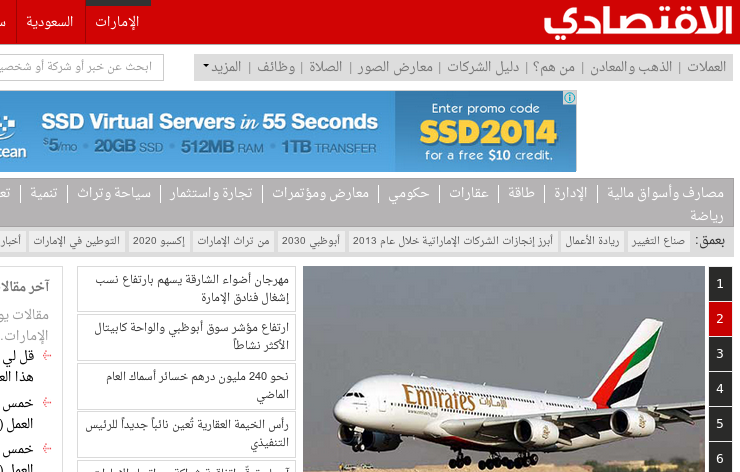 الاقتصادي
الإمارات
السعودية
العملات | الذهب والمعادن | من هم؟ | دليل الشركات | معارض الصور | الصلاة | وظائف | المزيد
ابحث عن خبر أو شركة أو شخصي
SSD Virtual Servers in 55 Seconds
$5/mo • 20GB SSD • 512MB RAM • 1TB TRANSFER
Enter promo code
SSD2014
for a free $10 credit.
مصارف وأسواق مالية | الإدارة | طاقة | عقارات | حكومي | معارض ومؤتمرات | تجارة واستثمار | سياحة وتراث | تنمية |
رياضة
بعمق: صناع التغيير ريادة الأعمال أبرز إنجازات الشركات الإماراتية خلال عام 2013 أبوظبي 2030 من تراث الإمارات إكسبو 2020 التوطين في الإمارات أخبار
1
2
3
4
5
6
Emirates الإمارات
مهرجان أضواء الشارقة يسهم بارتفاع نسب
إشغال فنادق الإمارة
ارتفاع مؤشر سوق أبوظبي والواحة كابيتال
الأكثر نشاطاً
نحو 240 مليون درهم خسائر أسماك العام
الماضي
رأس الخيمة العقارية تُعين نائباً جديداً للرئيس
التنفيذي
آخر مقالا
مقالات يو
الإمارات.
قل لي
هذا الع
خمس
العمل (
خمس
العمل (